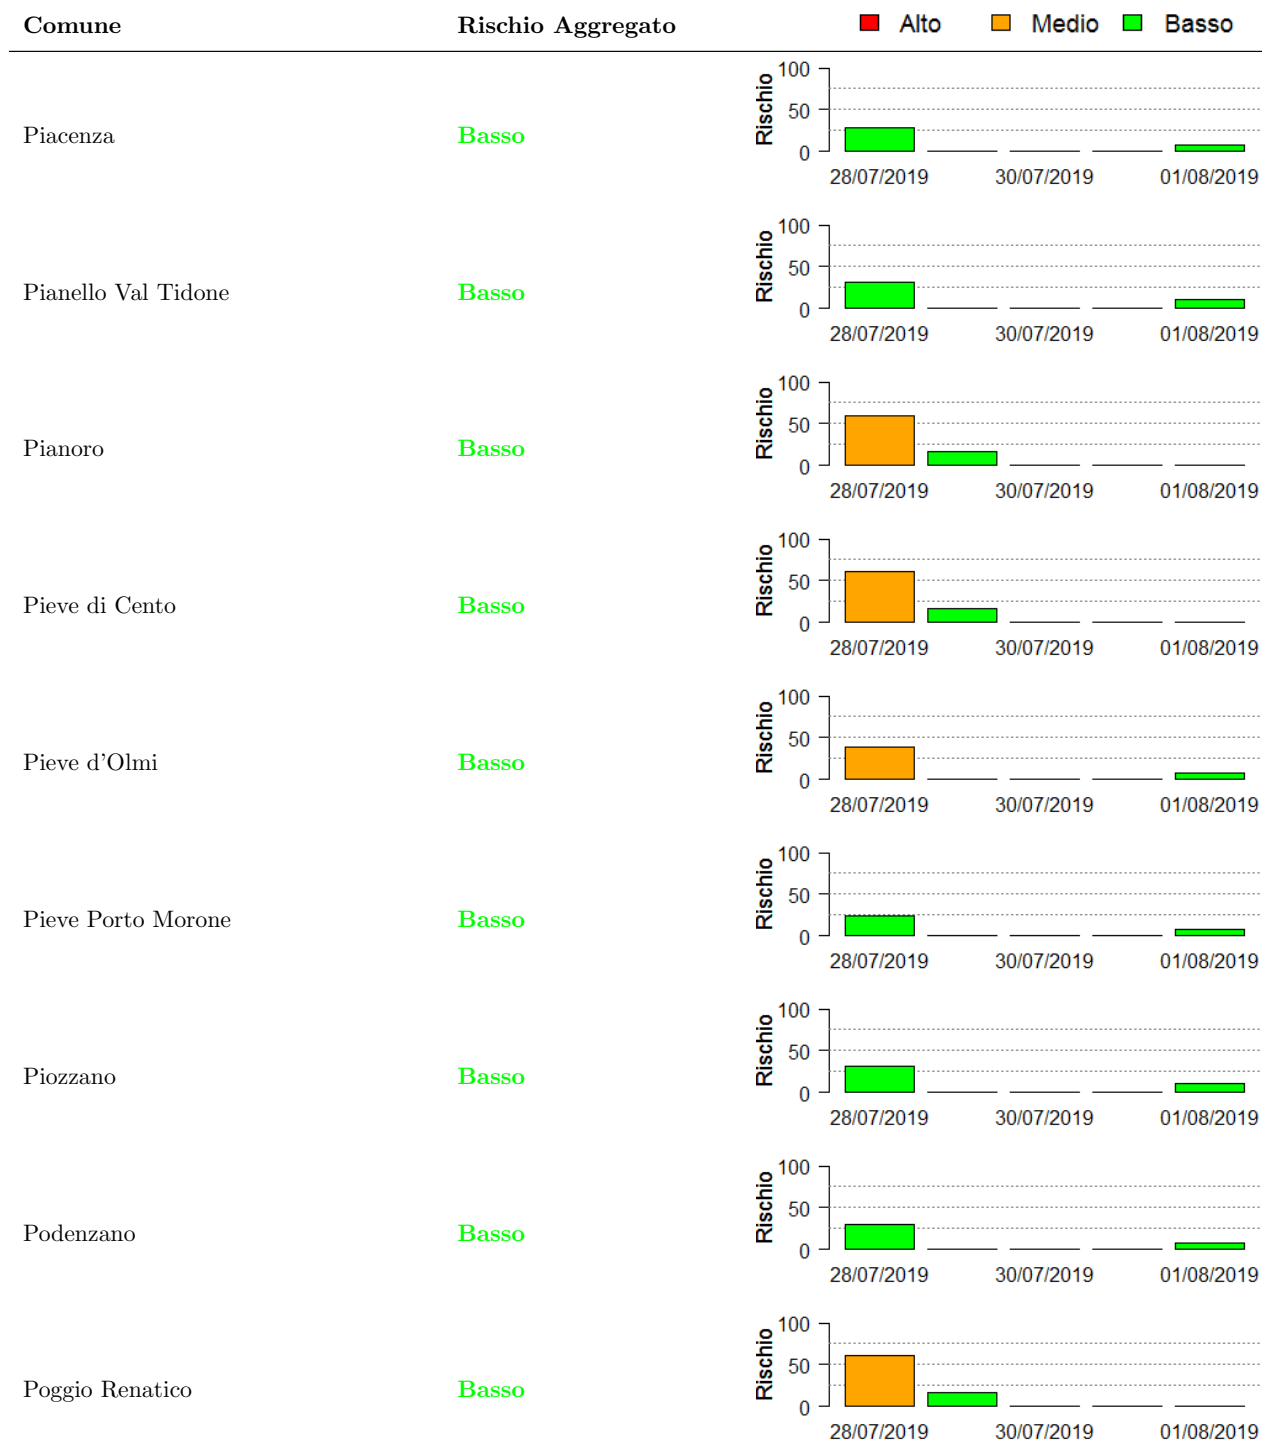 Comune Rischio Aggregato Alto Medio Basso
100
50
0
Rischio
Piacenza Basso
28/07/2019 30/07/2019 01/08/2019
100
50
0
Rischio
Pianello Val Tidone Basso
28/07/2019 30/07/2019 01/08/2019
100
50
0
Rischio
Pianoro Basso
28/07/2019 30/07/2019 01/08/2019
100
50
0
Rischio
Pieve di Cento Basso
28/07/2019 30/07/2019 01/08/2019
100
50
0
Rischio
Pieve d'Olmi Basso
28/07/2019 30/07/2019 01/08/2019
100
50
0
Rischio
Pieve Porto Morone Basso
28/07/2019 30/07/2019 01/08/2019
100
50
0
Rischio
Piozzano Basso
28/07/2019 30/07/2019 01/08/2019
100
50
0
Rischio
Podenzano Basso
28/07/2019 30/07/2019 01/08/2019
100
50
0
Rischio
Poggio Renatico Basso
28/07/2019 30/07/2019 01/08/2019